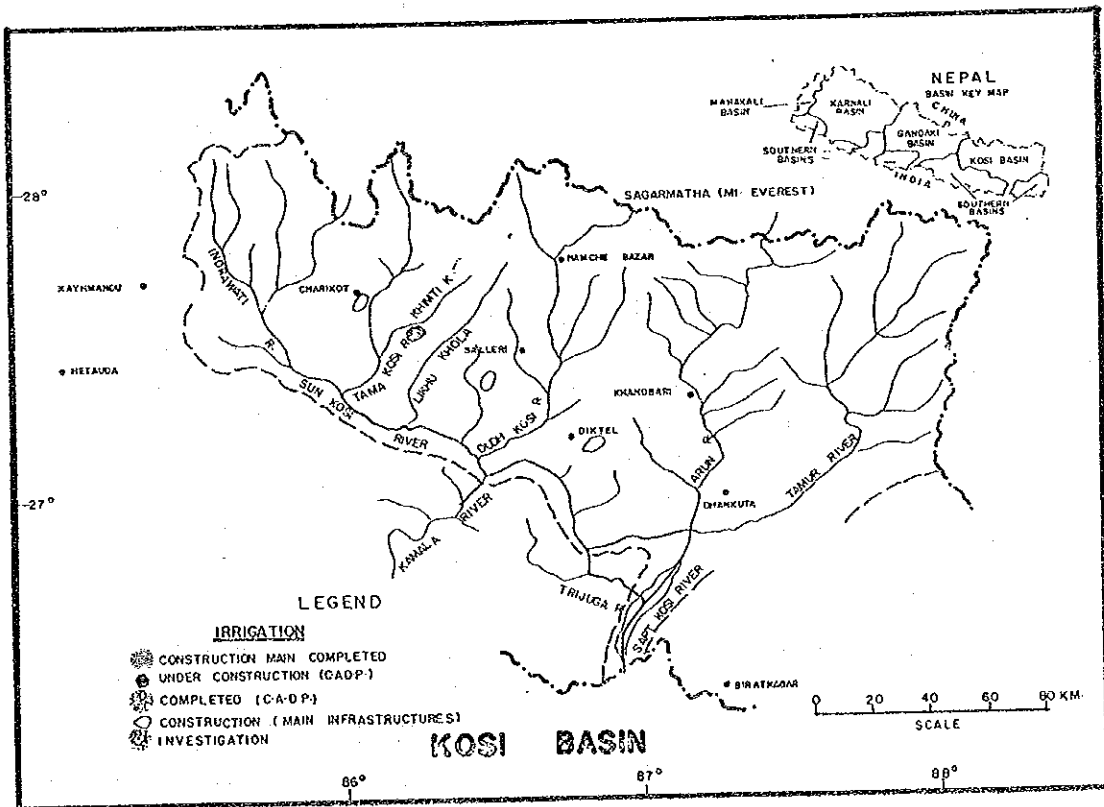 NEPAL
BASIN KEY MAP
CHINA
MAHAKALI
BASIN
KARNALI
BASIN
GANDAKI
BASIN
KOSI BASIN
SOUTHERN
BASINS
INDIA
SOUTHERN
BASINS
28°
SAGARMATHA (MT. EVEREST)
NAMCHE BAZAR
INDRAWATI
R.
KATHMANDU
CHARIKOT
KHIMTI K.
TAMA KOSI R.
LIKHU KHOLA
SALLERI
HETAUDA
SUN KOSI
RIVER
DUDH KOSI R.
KHANDBARI
DIKTEL
ARUN R.
TAMUR RIVER
27°
DHANKUTA
KAMALA
RIVER
TRIJUGA R.
SAPT KOSI RIVER
BIRATNAGAR
LEGEND
IRRIGATION
CONSTRUCTION MAIN COMPLETED
UNDER CONSTRUCTION (C.A.D.P.)
COMPLETED (C.A.D.P.)
CONSTRUCTION (MAIN INFRASTRUCTURES)
INVESTIGATION
0 20 40 60 80 KM.
SCALE
KOSI BASIN
86° 87° 88°